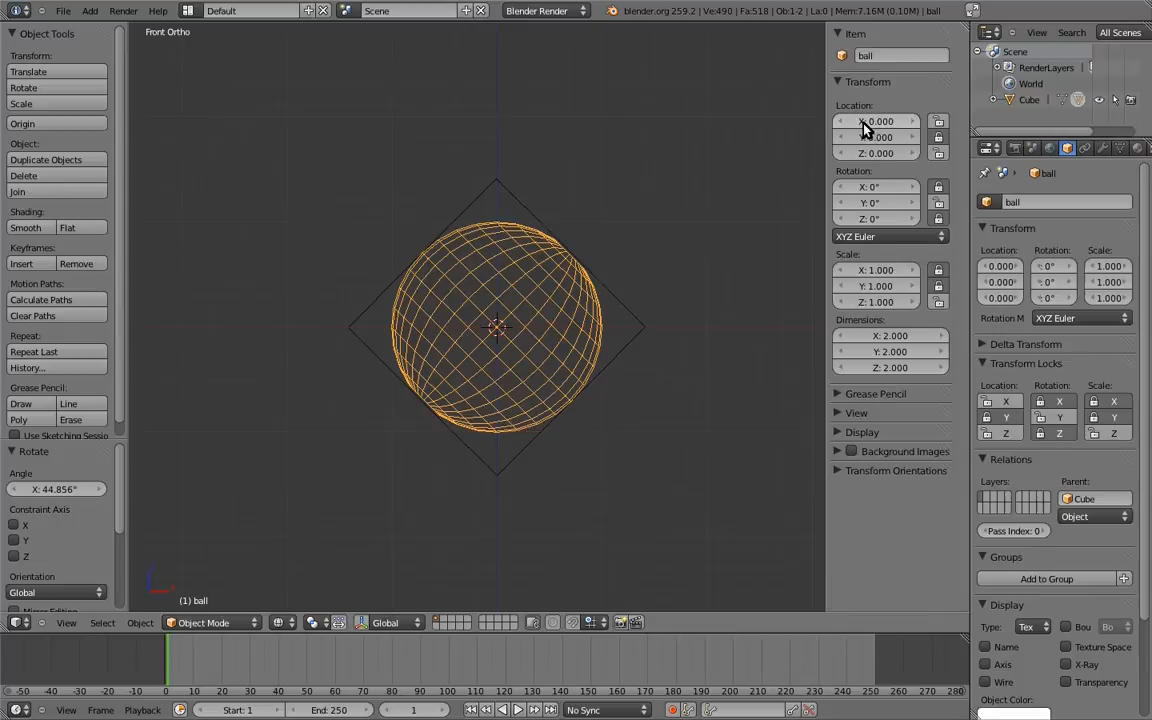 File Add Render Help Default Scene Blender Render blender.org 259.2 | Ve:490 | Fa:518 | Ob:1-2 | La:0 | Mem:7.16M (0.10M) | ball
Object Tools
Transform:
Translate
Rotate
Scale
Origin
Object:
Duplicate Objects
Delete
Join
Shading:
Smooth Flat
Keyframes:
Insert Remove
Motion Paths:
Calculate Paths
Clear Paths
Repeat:
Repeat Last
History...
Grease Pencil:
Draw Line
Poly Erase
Use Sketching Sessio
Rotate
Angle
X: 44.856°
Constraint Axis
X
Y
Z
Orientation
Global
Front Ortho
(1) ball
View Select Object Object Mode Global
Item
ball
Transform
Location:
X: 0.000
.000
Z: 0.000
Rotation:
X: 0°
Y: 0°
Z: 0°
XYZ Euler
Scale:
X: 1.000
Y: 1.000
Z: 1.000
Dimensions:
X: 2.000
Y: 2.000
Z: 2.000
Grease Pencil
View
Display
Background Images
Transform Orientations
View Search All Scenes
Scene
RenderLayers
World
Cube
ball
ball
Transform
Location: Rotation: Scale:
0.000 : 0° 1.000
0.000 : 0° 1.000
0.000 : 0° 1.000
Rotation M XYZ Euler
Delta Transform
Transform Locks
Location: Rotation: Scale:
X X X
Y Y Y
Z Z Z
Relations
Layers: Parent:
Cube
Object
Pass Index: 0
Groups
Add to Group
Display
Type: Tex Bou Bo
Name Texture Space
Axis X-Ray
Wire Transparency
Object Color:
-50 -40 -30 -20 -10 0 10 20 30 40 50 60 70 80 90 100 110 120 130 140 150 160 170 180 190 200 210 220 230 240 250 260 270 280
View Frame Playback Start: 1 End: 250 1 No Sync